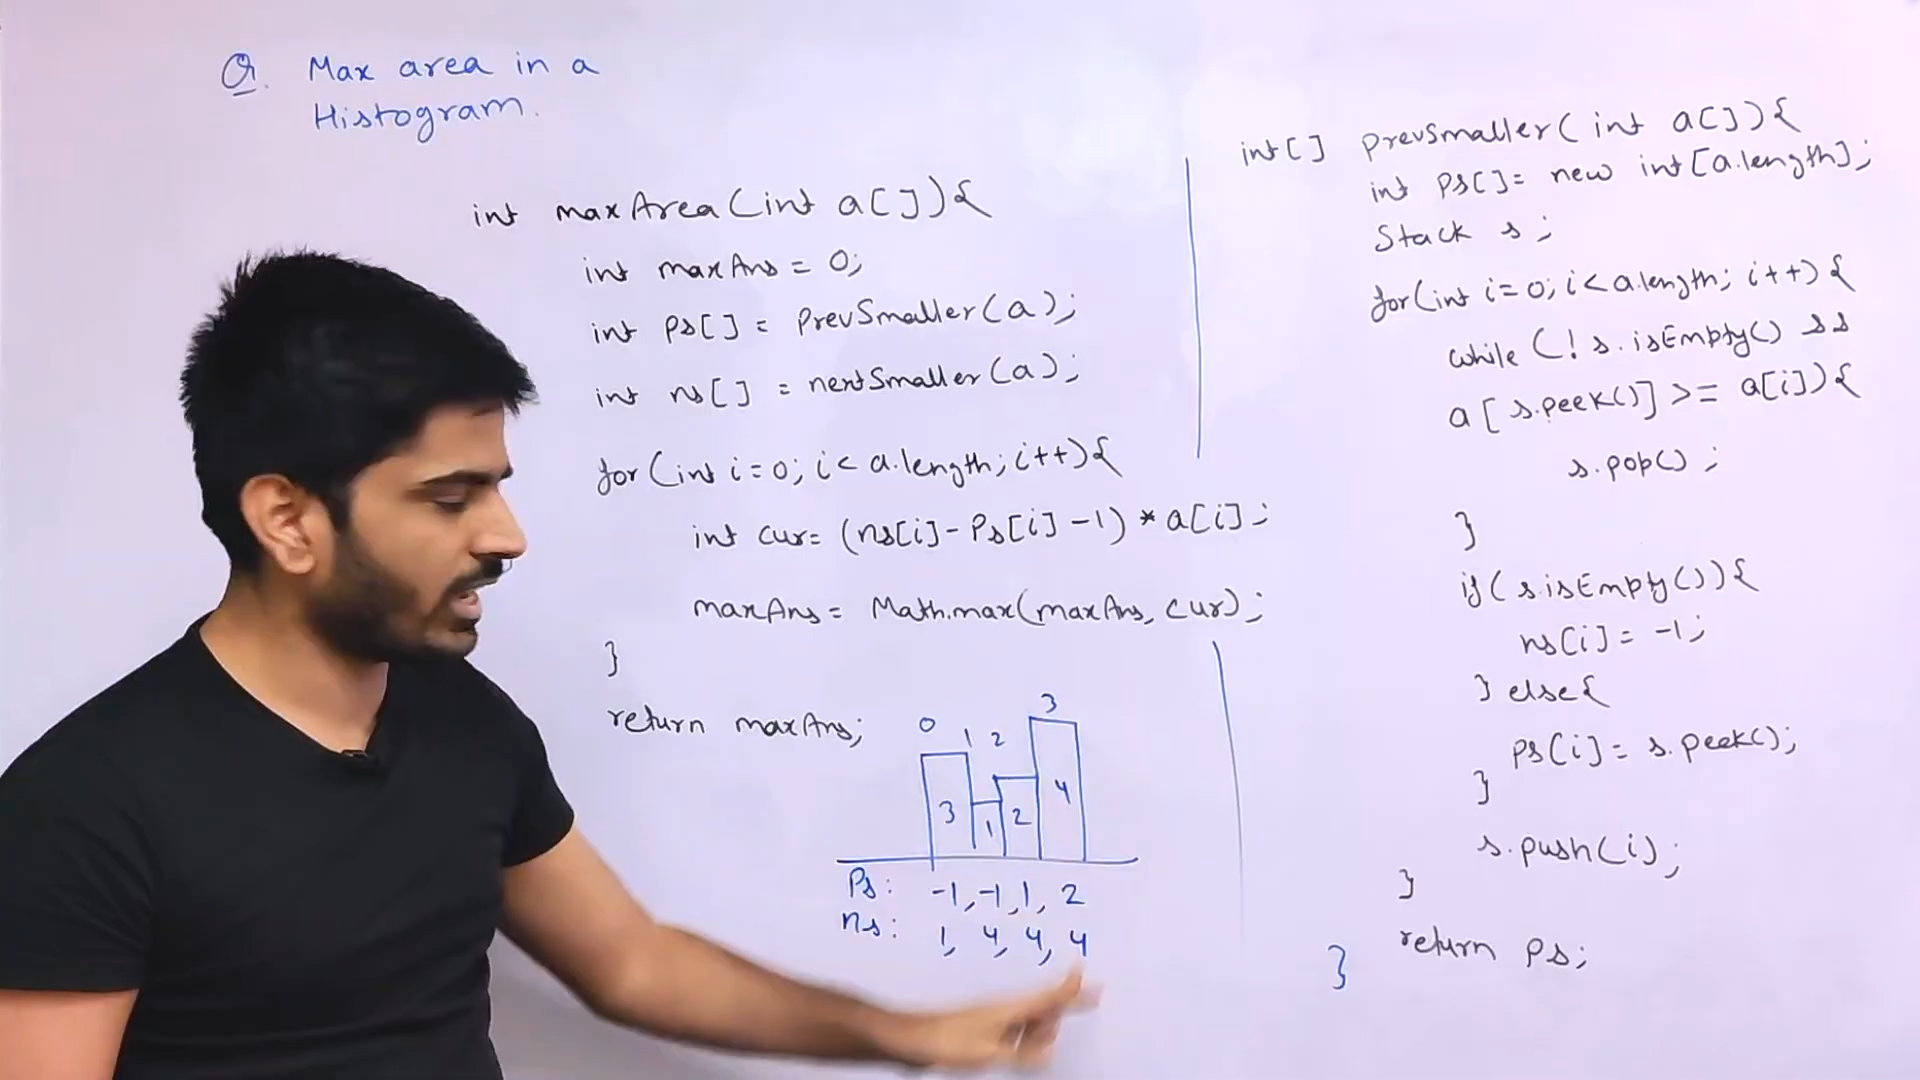 Q. Max area in a
Histogram.
int maxArea(int a[]){
int maxAns = 0;
int ps[] = prevSmaller(a);
int ns[] = nextSmaller(a);
for(int i=0; i<a.length; i++){
int cur= (ns[i]-Ps[i]-1) * a[i];
maxAns = Math.max(maxAns, cur);
}
return maxAns;
0 1 2 3
3 1 2 4
Ps: -1, -1, 1, 2
ns: 1, 4, 4, 4
int[] prevSmaller(int a[]){
int ps[]= new int[a.length];
Stack s;
for(int i=0; i<a.length; i++){
while (! s.isEmpty() &&
a[s.peek()] >= a[i]){
s.pop();
}
if(s.isEmpty()){
ns[i]= -1;
} else{
ps[i]= s.peek();
}
s.push(i);
}
return ps;
}